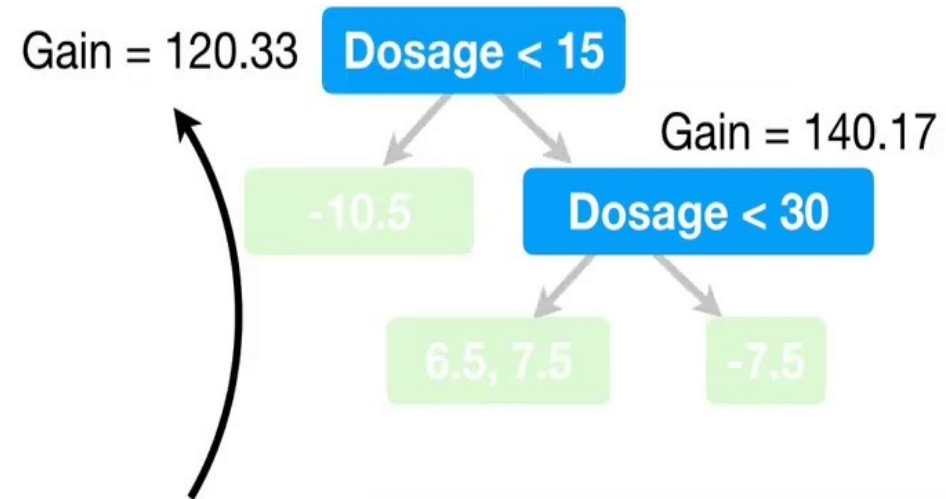 Gain = 120.33
Dosage < 15
Gain = 140.17
-10.5
Dosage < 30
6.5, 7.5
-7.5